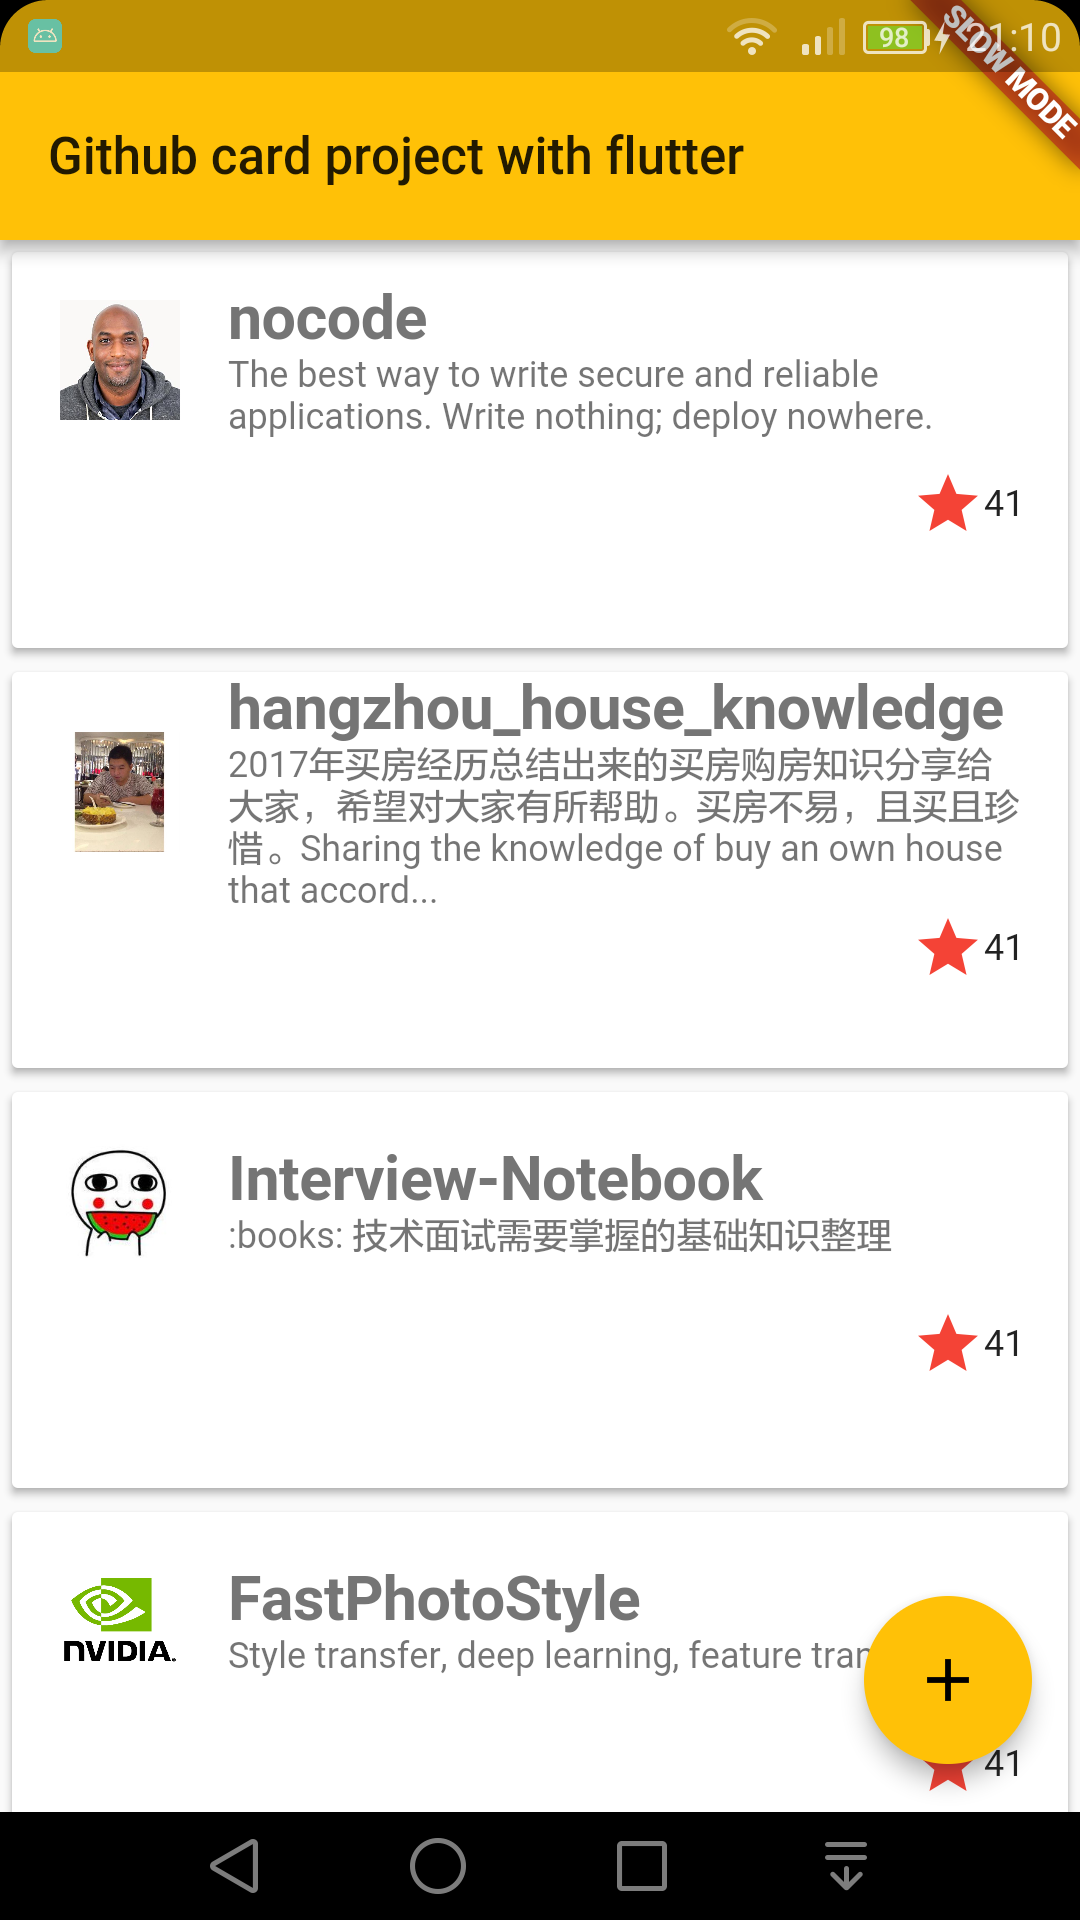 98 21:10
SLOW MODE
Github card project with flutter
nocode
The best way to write secure and reliable
applications. Write nothing; deploy nowhere.
41
hangzhou_house_knowledge
2017年买房经历总结出来的买房购房知识分享给
大家，希望对大家有所帮助。买房不易，且买且珍
惜。Sharing the knowledge of buy an own house
that accord...
41
Interview-Notebook
:books: 技术面试需要掌握的基础知识整理
41
NVIDIA.
FastPhotoStyle
Style transfer, deep learning, feature
41